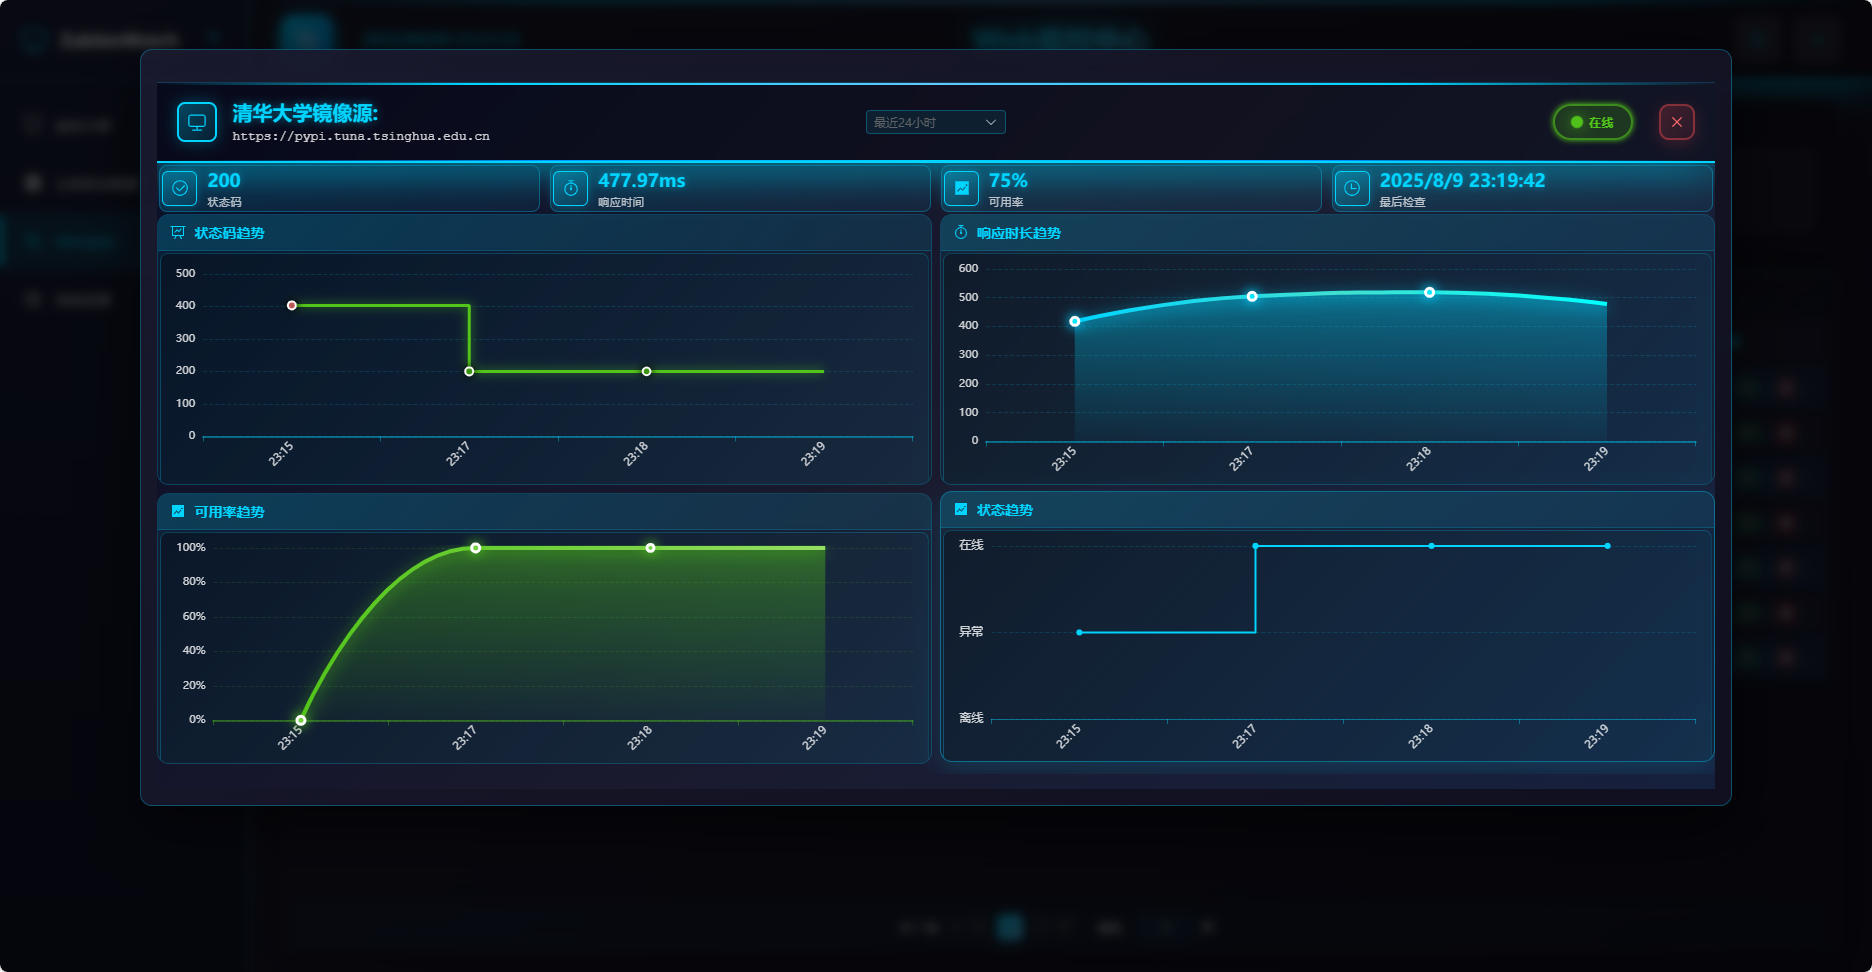 清华大学镜像源:
https://pypi.tuna.tsinghua.edu.cn
最近24小时
在线
200
状态码
477.97ms
响应时间
75%
可用率
2025/8/9 23:19:42
最后检查
状态码趋势
500
400
300
200
100
0
23:15
23:17
23:18
23:19
响应时长趋势
600
500
400
300
200
100
0
23:15
23:17
23:18
23:19
可用率趋势
100%
80%
60%
40%
20%
0%
23:15
23:17
23:18
23:19
状态趋势
在线
异常
离线
23:15
23:17
23:18
23:19